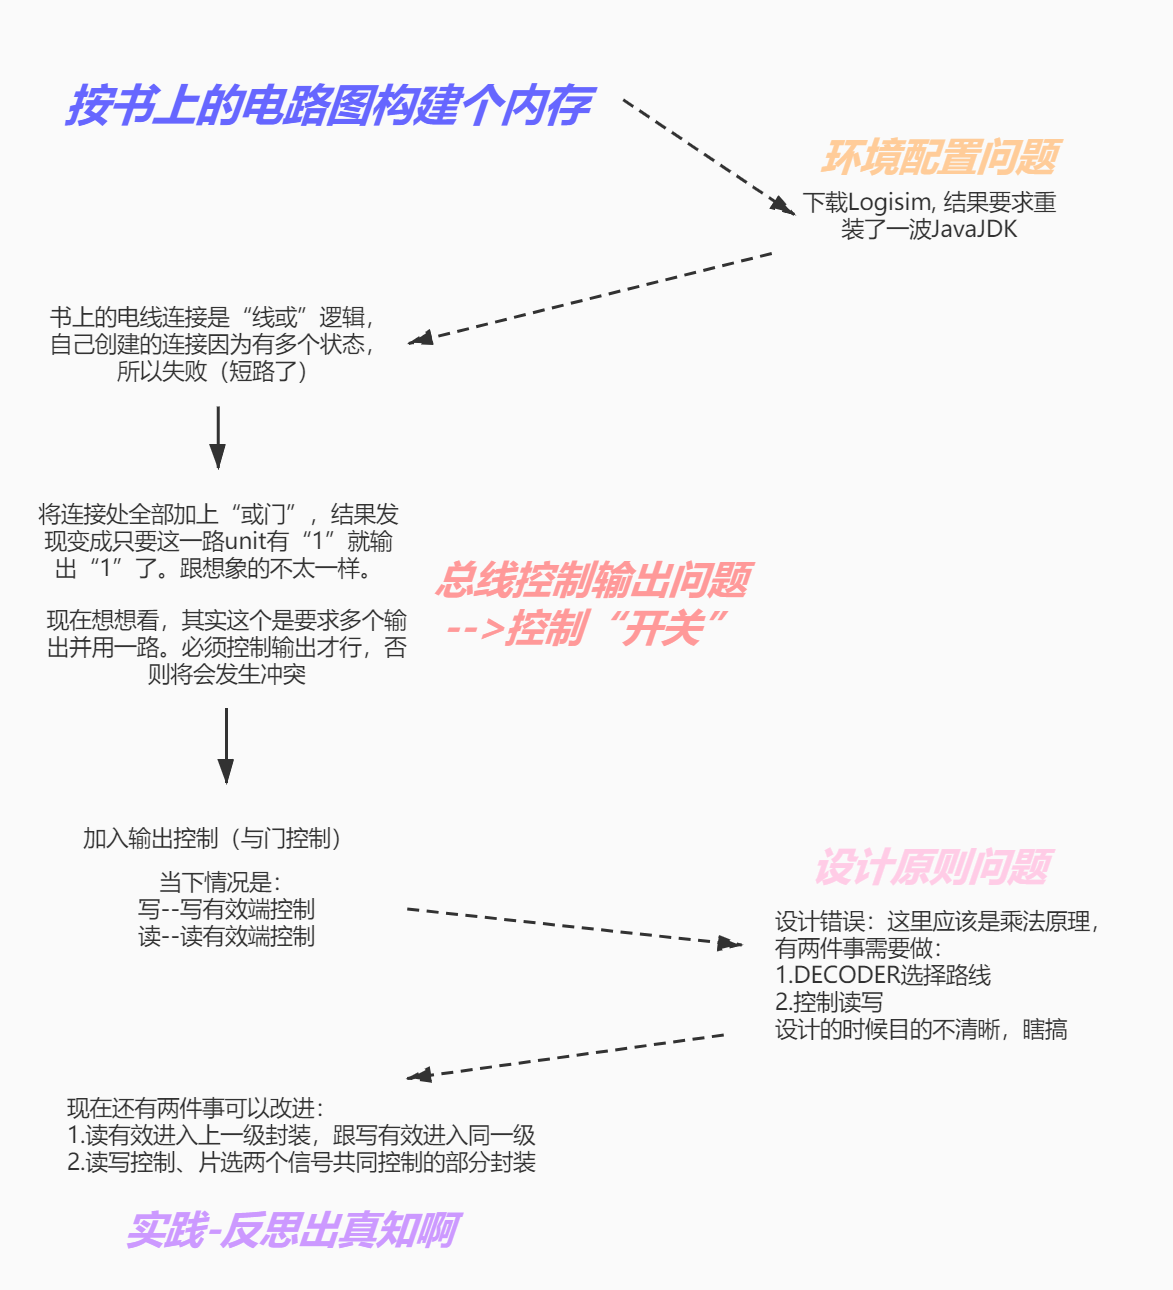 按书上的电路图构建个内存
环境配置问题
下载Logisim, 结果要求重
装了一波JavaJDK
书上的电线连接是“线或”逻辑，
自己创建的连接因为有多个状态，
所以失败（短路了）
将连接处全部加上“或门”，结果发
现变成只要这一路unit有“1”就输
出“1”了。跟想象的不太一样。
现在想想看，其实这个是要求多个输
出并用一路。必须控制输出才行，否
则将会发生冲突
总线控制输出问题
-->控制“开关”
加入输出控制（与门控制）
当下情况是：
写--写有效端控制
读--读有效端控制
设计原则问题
设计错误：这里应该是乘法原理，
有两件事需要做：
1.DECODER选择路线
2.控制读写
设计的时候目的不清晰，瞎搞
现在还有两件事可以改进：
1.读有效进入上一级封装，跟写有效进入同一级
2.读写控制、片选两个信号共同控制的部分封装
实践-反思出真知啊